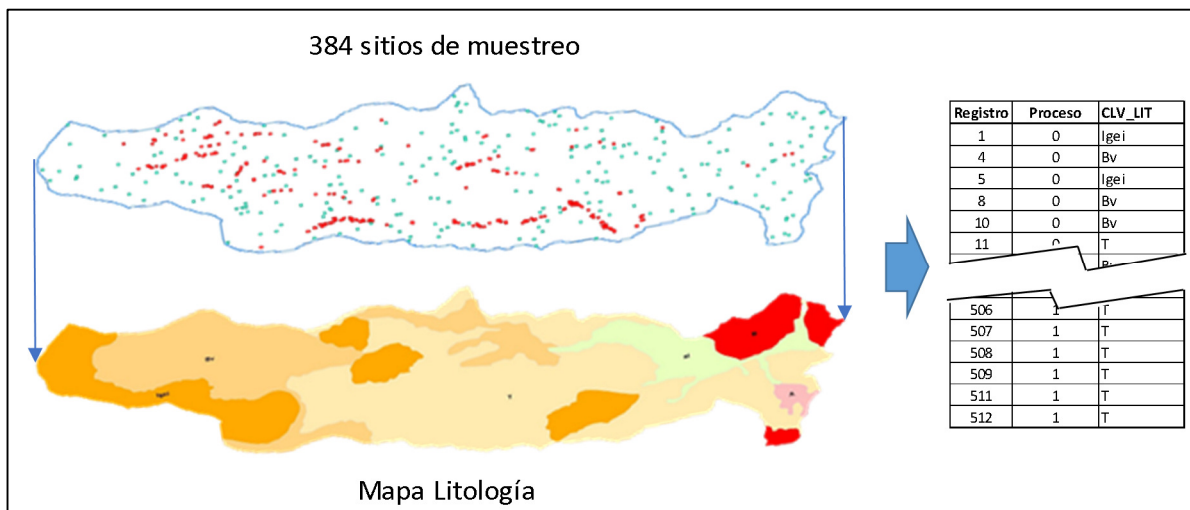 384 sitios de muestreo
Registro Proceso CLV_LIT
1 0 Igei
4 0 Bv
5 0 Igei
8 0 Bv
10 0 Bv
11 0 T
506 1 T
507 1 T
508 1 T
509 1 T
511 1 T
512 1 T
Mapa Litología